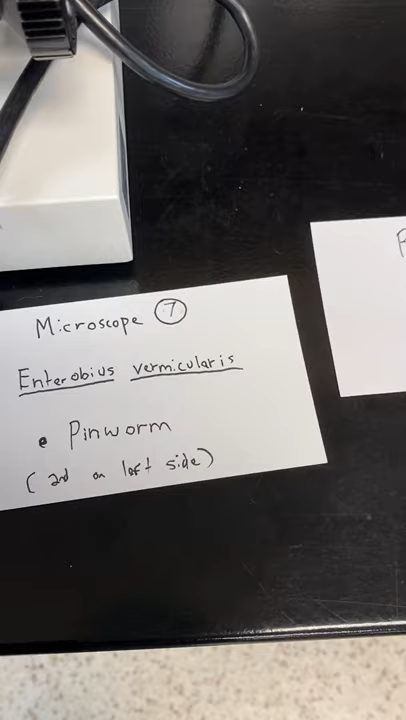 Microscope 7
Enterobius vermicularis
• Pinworm
(2nd on left side)